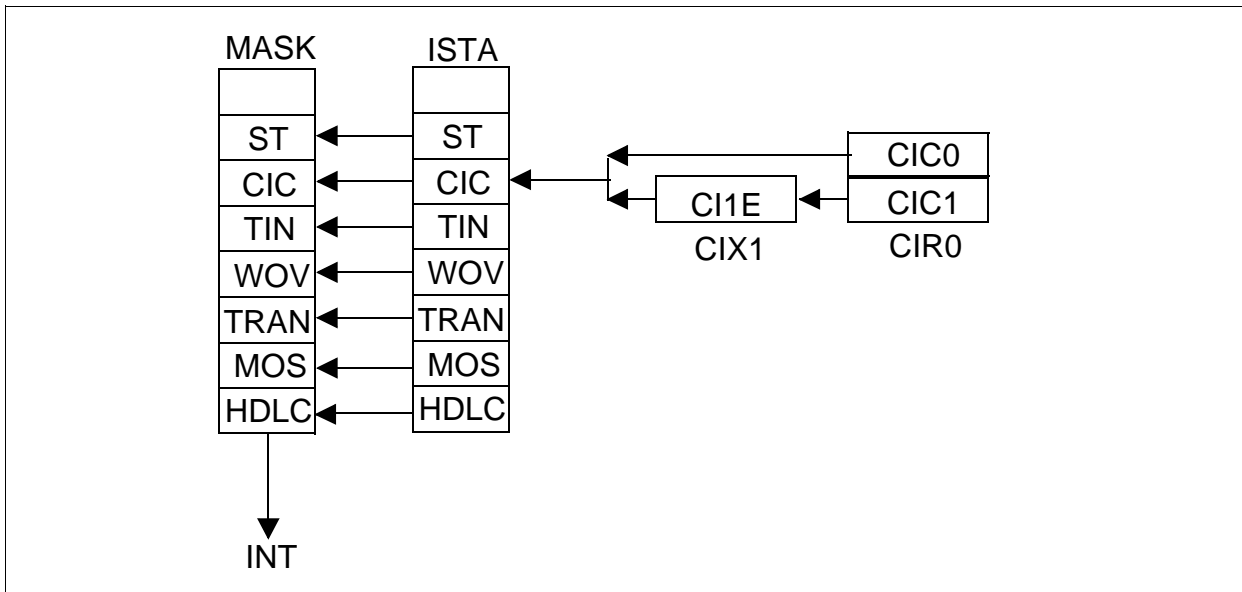 MASK ISTA
ST ST
CIC0
CIC CIC
CI1E CIC1
TIN TIN
CIX1 CIR0
WOV WOV
TRAN TRAN
MOS MOS
HDLC HDLC
INT